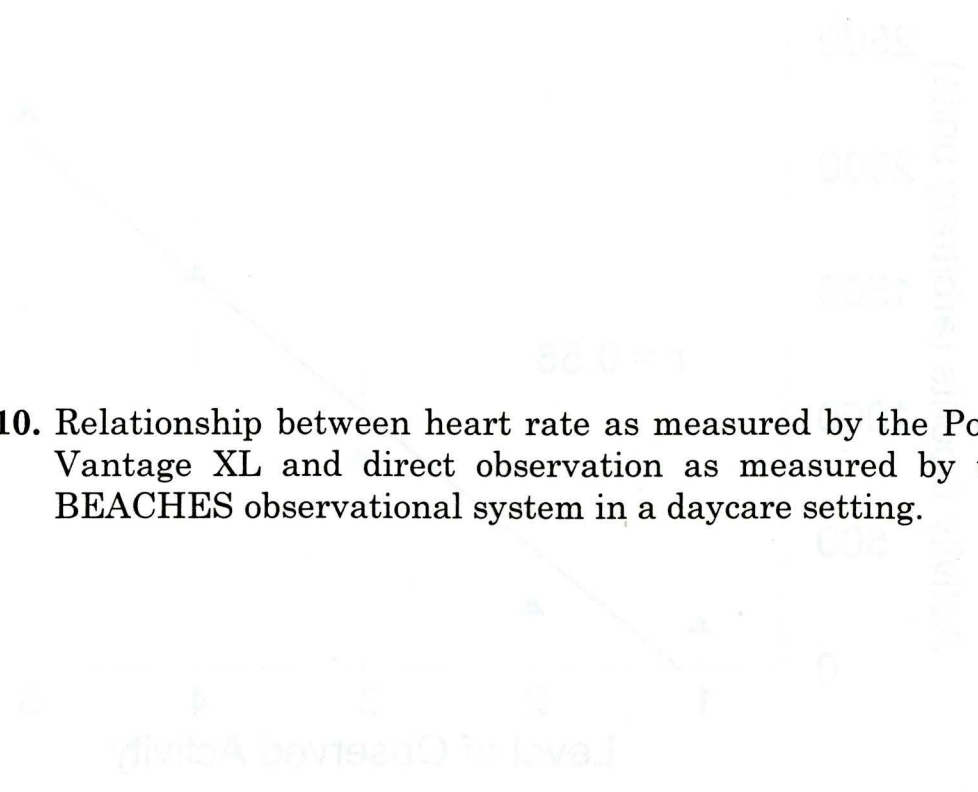 10. Relationship between heart rate as measured by the
Vantage XL and direct observation as measured by
BEACHES observational system in a daycare setting.